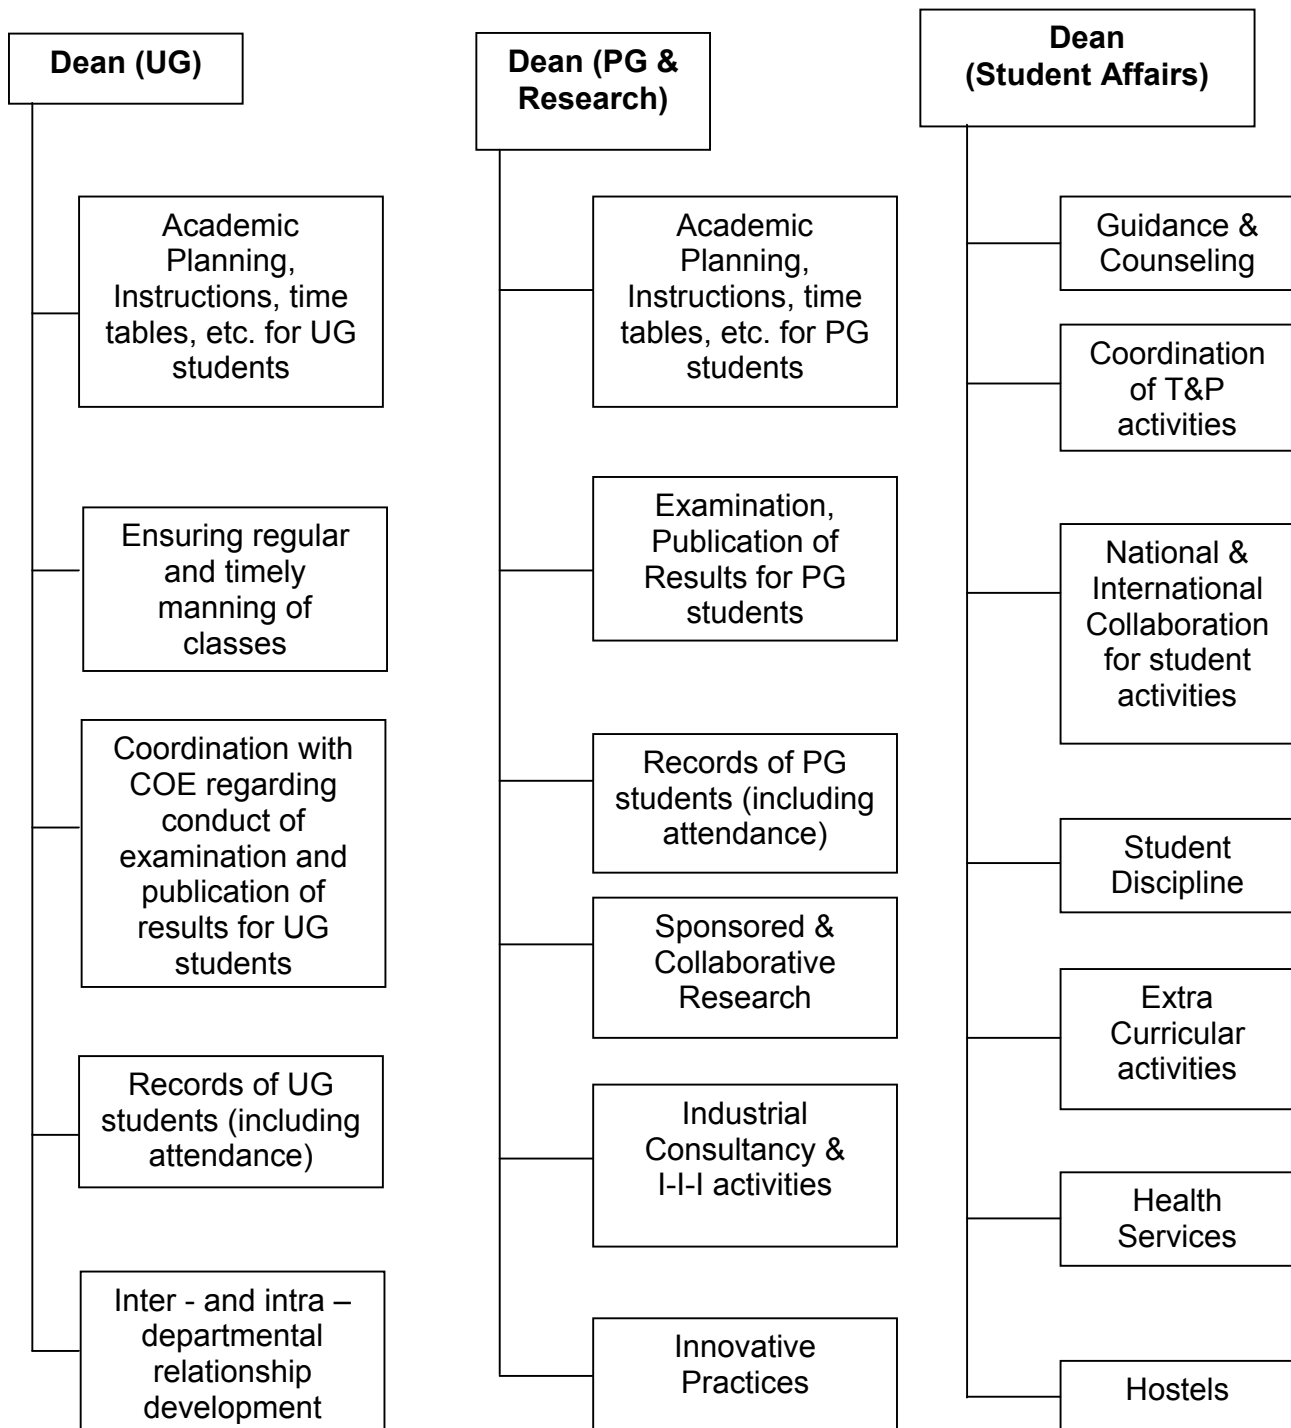 Dean (UG)
Academic
Planning,
Instructions, time
tables, etc. for UG
students
Ensuring regular
and timely
manning of
classes
Coordination with
COE regarding
conduct of
examination and
publication of
results for UG
students
Records of UG
students (including
attendance)
Inter - and intra –
departmental
relationship
development
Dean (PG &
Research)
Academic
Planning,
Instructions, time
tables, etc. for PG
students
Examination,
Publication of
Results for PG
students
Records of PG
students (including
attendance)
Sponsored &
Collaborative
Research
Industrial
Consultancy &
I-I-I activities
Innovative
Practices
Dean
(Student Affairs)
Guidance &
Counseling
Coordination
of T&P
activities
National &
International
Collaboration
for student
activities
Student
Discipline
Extra
Curricular
activities
Health
Services
Hostels